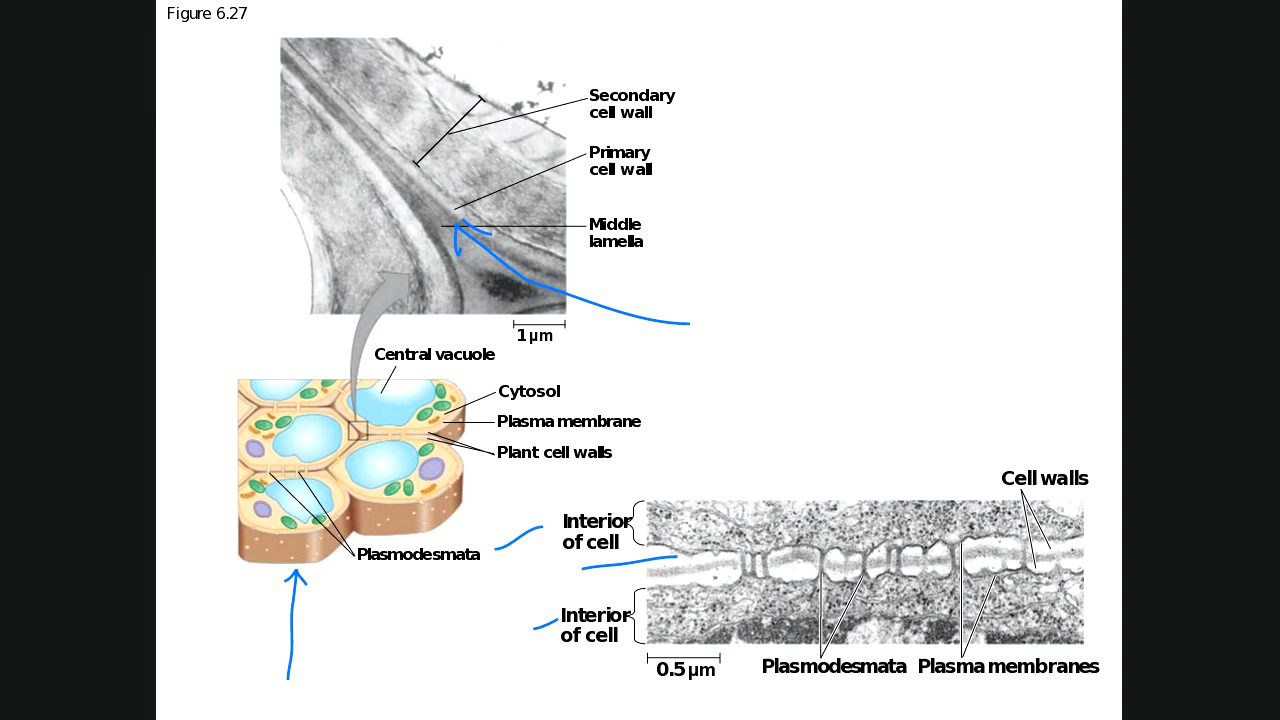 Figure 6.27
Secondary
cell wall
Primary
cell wall
Middle
lamella
1 μm
Central vacuole
Cytosol
Plasma membrane
Plant cell walls
Plasmodesmata
Cell walls
Interior
of cell
Interior
of cell
0.5 μm
Plasmodesmata
Plasma membranes